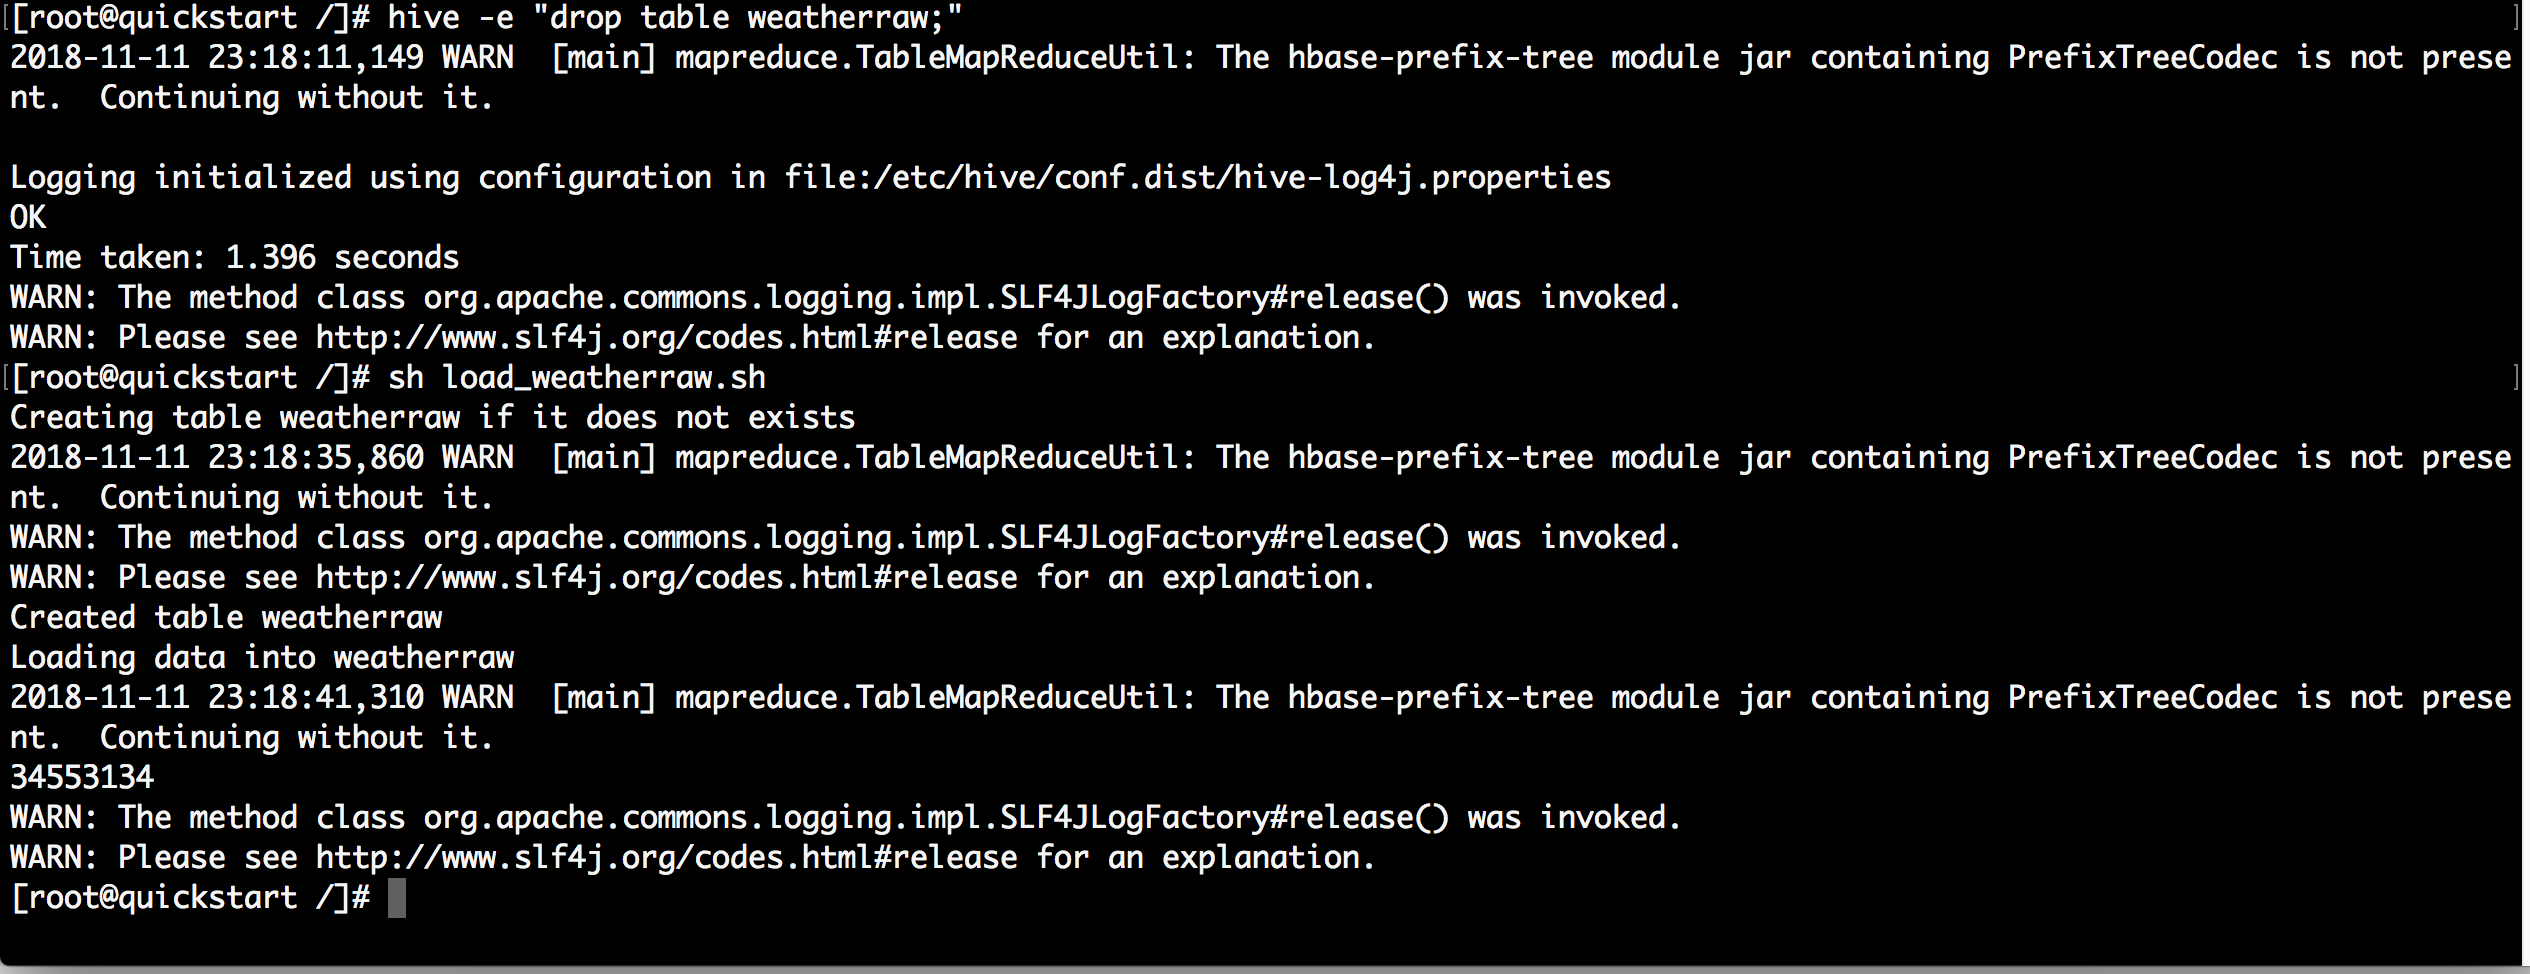 [[root@quickstart /]# hive -e "drop table weatherraw;" ]
2018-11-11 23:18:11,149 WARN  [main] mapreduce.TableMapReduceUtil: The hbase-prefix-tree module jar containing PrefixTreeCodec is not prese
nt.  Continuing without it.

Logging initialized using configuration in file:/etc/hive/conf.dist/hive-log4j.properties
OK
Time taken: 1.396 seconds
WARN: The method class org.apache.commons.logging.impl.SLF4JLogFactory#release() was invoked.
WARN: Please see http://www.slf4j.org/codes.html#release for an explanation.
[[root@quickstart /]# sh load_weatherraw.sh ]
Creating table weatherraw if it does not exists
2018-11-11 23:18:35,860 WARN  [main] mapreduce.TableMapReduceUtil: The hbase-prefix-tree module jar containing PrefixTreeCodec is not prese
nt.  Continuing without it.
WARN: The method class org.apache.commons.logging.impl.SLF4JLogFactory#release() was invoked.
WARN: Please see http://www.slf4j.org/codes.html#release for an explanation.
Created table weatherraw
Loading data into weatherraw
2018-11-11 23:18:41,310 WARN  [main] mapreduce.TableMapReduceUtil: The hbase-prefix-tree module jar containing PrefixTreeCodec is not prese
nt.  Continuing without it.
34553134
WARN: The method class org.apache.commons.logging.impl.SLF4JLogFactory#release() was invoked.
WARN: Please see http://www.slf4j.org/codes.html#release for an explanation.
[root@quickstart /]#